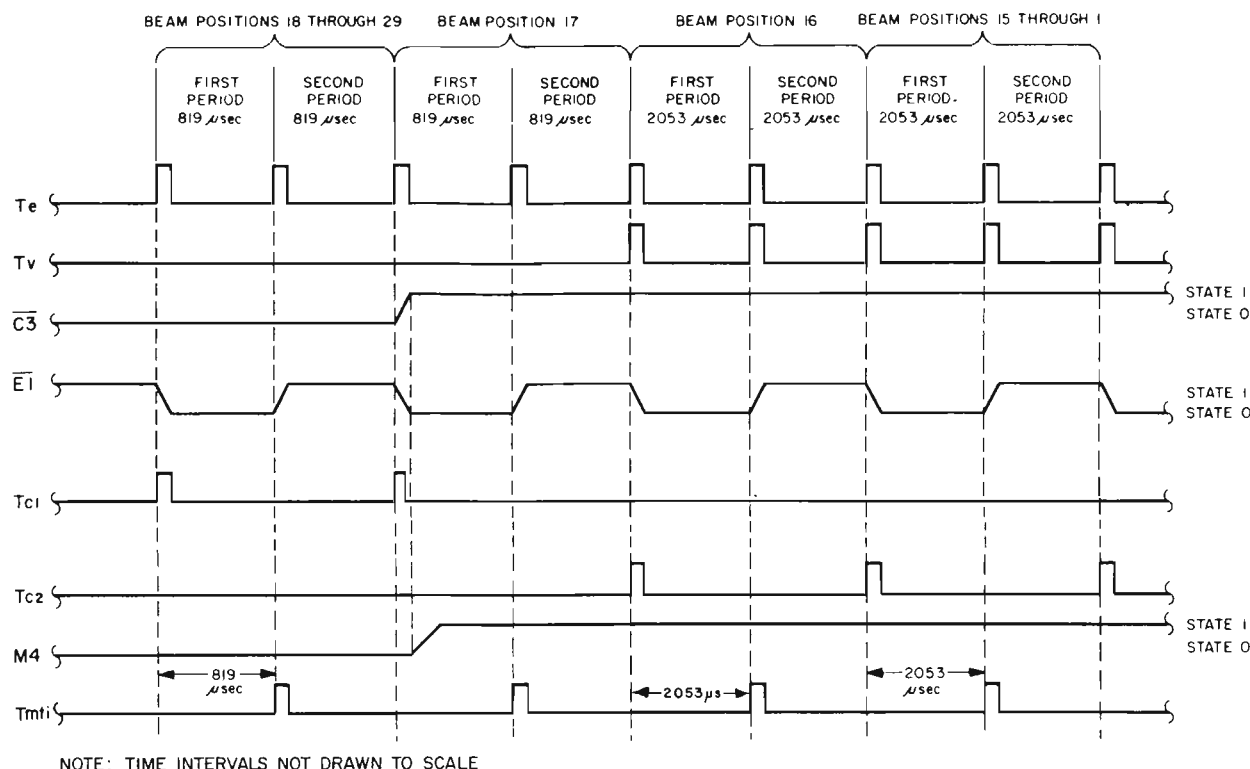 BEAM POSITIONS 18 THROUGH 29
BEAM POSITION 17
BEAM POSITION 16
BEAM POSITIONS 15 THROUGH 1
FIRST PERIOD 819 μsec
SECOND PERIOD 819 μsec
FIRST PERIOD 819 μsec
SECOND PERIOD 819 μsec
FIRST PERIOD 2053 μsec
SECOND PERIOD 2053 μsec
FIRST PERIOD. 2053 μsec
SECOND PERIOD 2053 μsec
Te
Tv
C̅3̅
STATE 1
STATE 0
E̅1̅
STATE 1
STATE 0
Tc1
Tc2
M4
STATE 1
STATE 0
819 μsec
2053 μs
2053 μsec
Tmti
NOTE: TIME INTERVALS NOT DRAWN TO SCALE